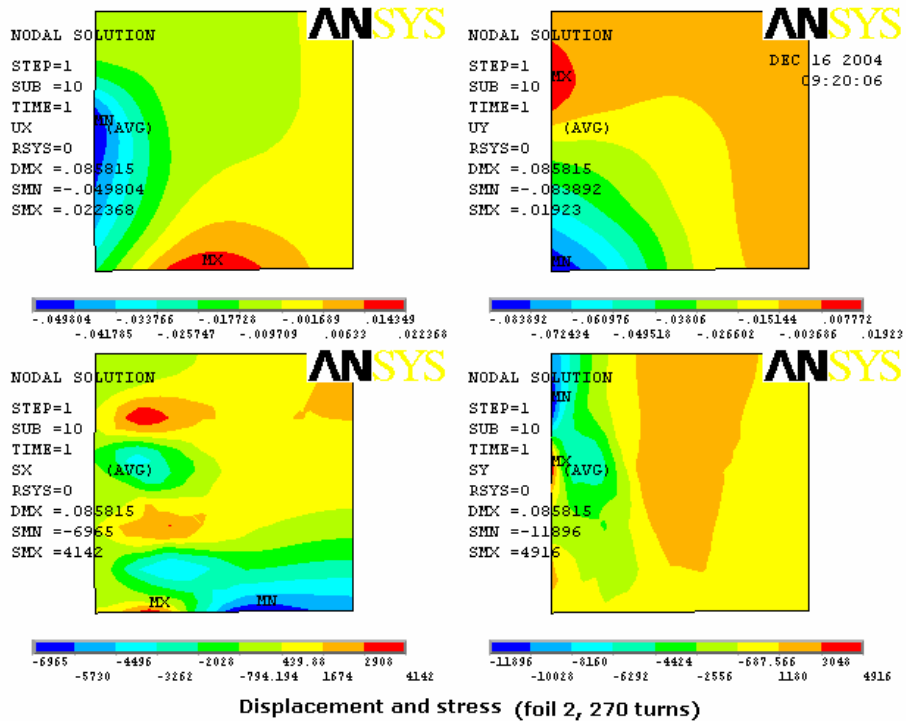 ANSYS
NODAL SOLUTION
STEP=1
SUB =10
TIME=1
UX (AVG)
RSYS=0
DMX =.085815
SMN =-.049804
SMX =.022368
MN
MX
-.049804 -.033766 -.017728 -.001689 .014349
-.041785 -.025747 -.009709 .00633 .022368
ANSYS
NODAL SOLUTION
DEC 16 2004
09:20:06
STEP=1
SUB =10
TIME=1
UY (AVG)
RSYS=0
DMX =.085815
SMN =-.083892
SMX =.01923
MX
MN
-.083892 -.060976 -.03806 -.015144 .007772
-.072434 -.049518 -.026602 -.003686 .01923
ANSYS
NODAL SOLUTION
STEP=1
SUB =10
TIME=1
SX (AVG)
RSYS=0
DMX =.085815
SMN =-6965
SMX =4142
MX
MN
-6965 -4496 -2028 439.88 2908
-5730 -3262 -794.194 1674 4142
ANSYS
NODAL SOLUTION
STEP=1
SUB =10
TIME=1
SY (AVG)
RSYS=0
DMX =.085815
SMN =-11896
SMX =4916
MN
MX
-11896 -8160 -4424 -687.566 3048
-10028 -6292 -2556 1180 4916
Displacement and stress (foil 2, 270 turns)